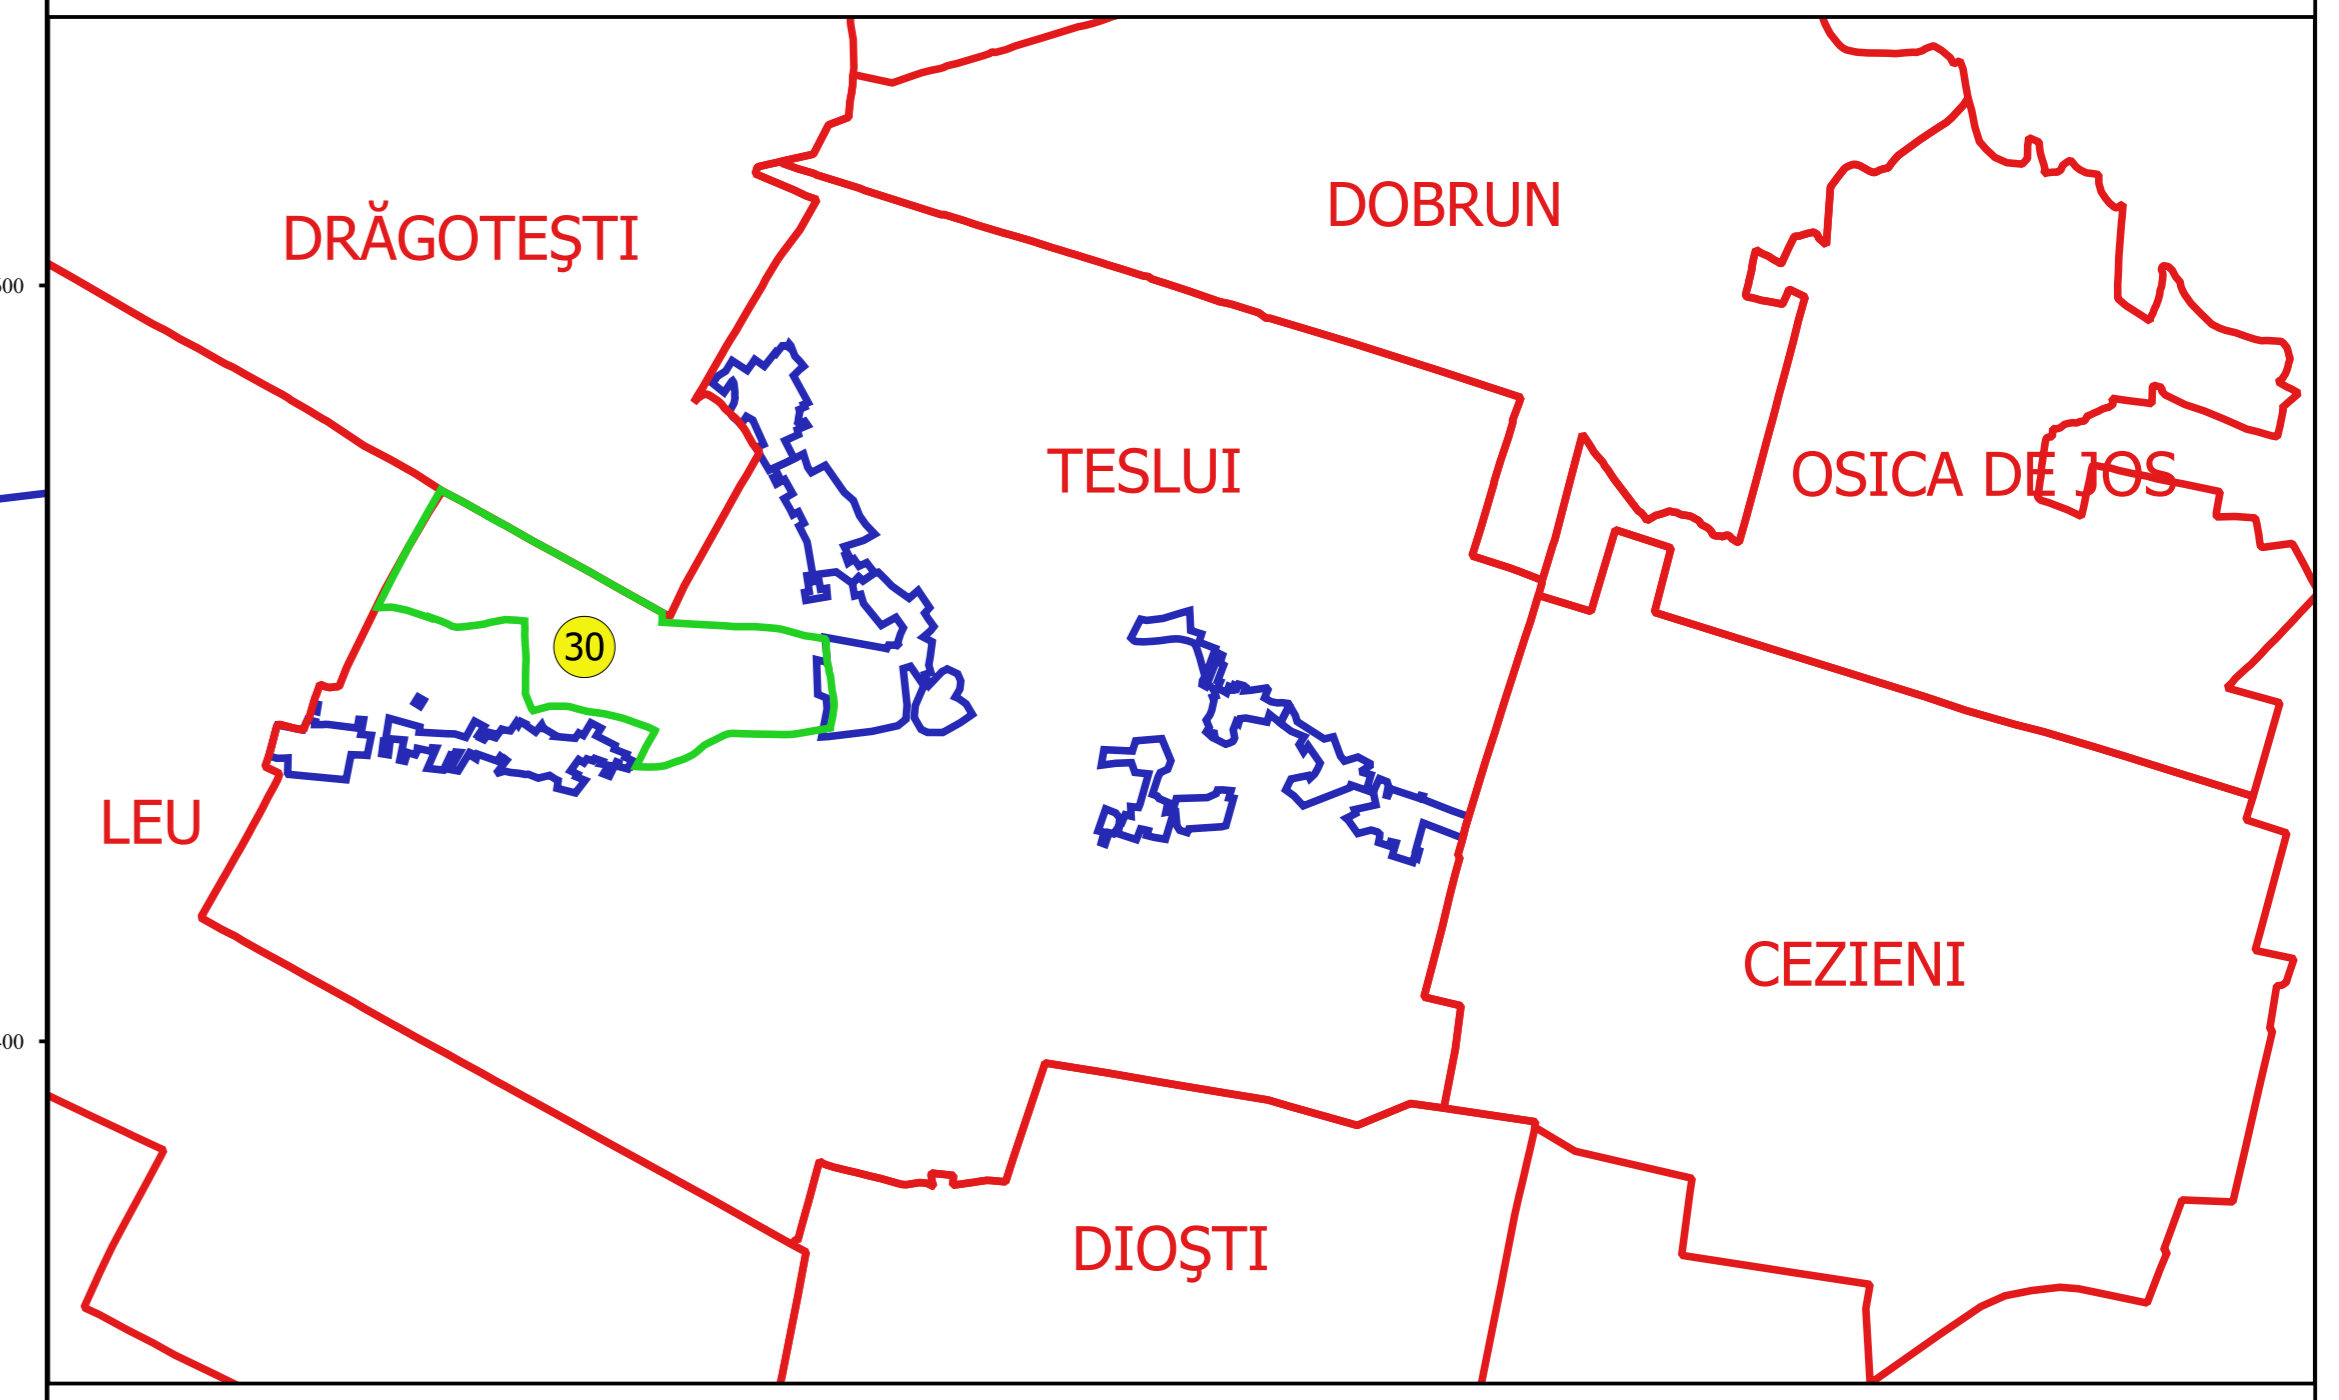 DOBRUN
DRĂGOTEŞTI
TESLUI
OSICA DE JOS
30
LEU
CEZIENI
DIOŞTI